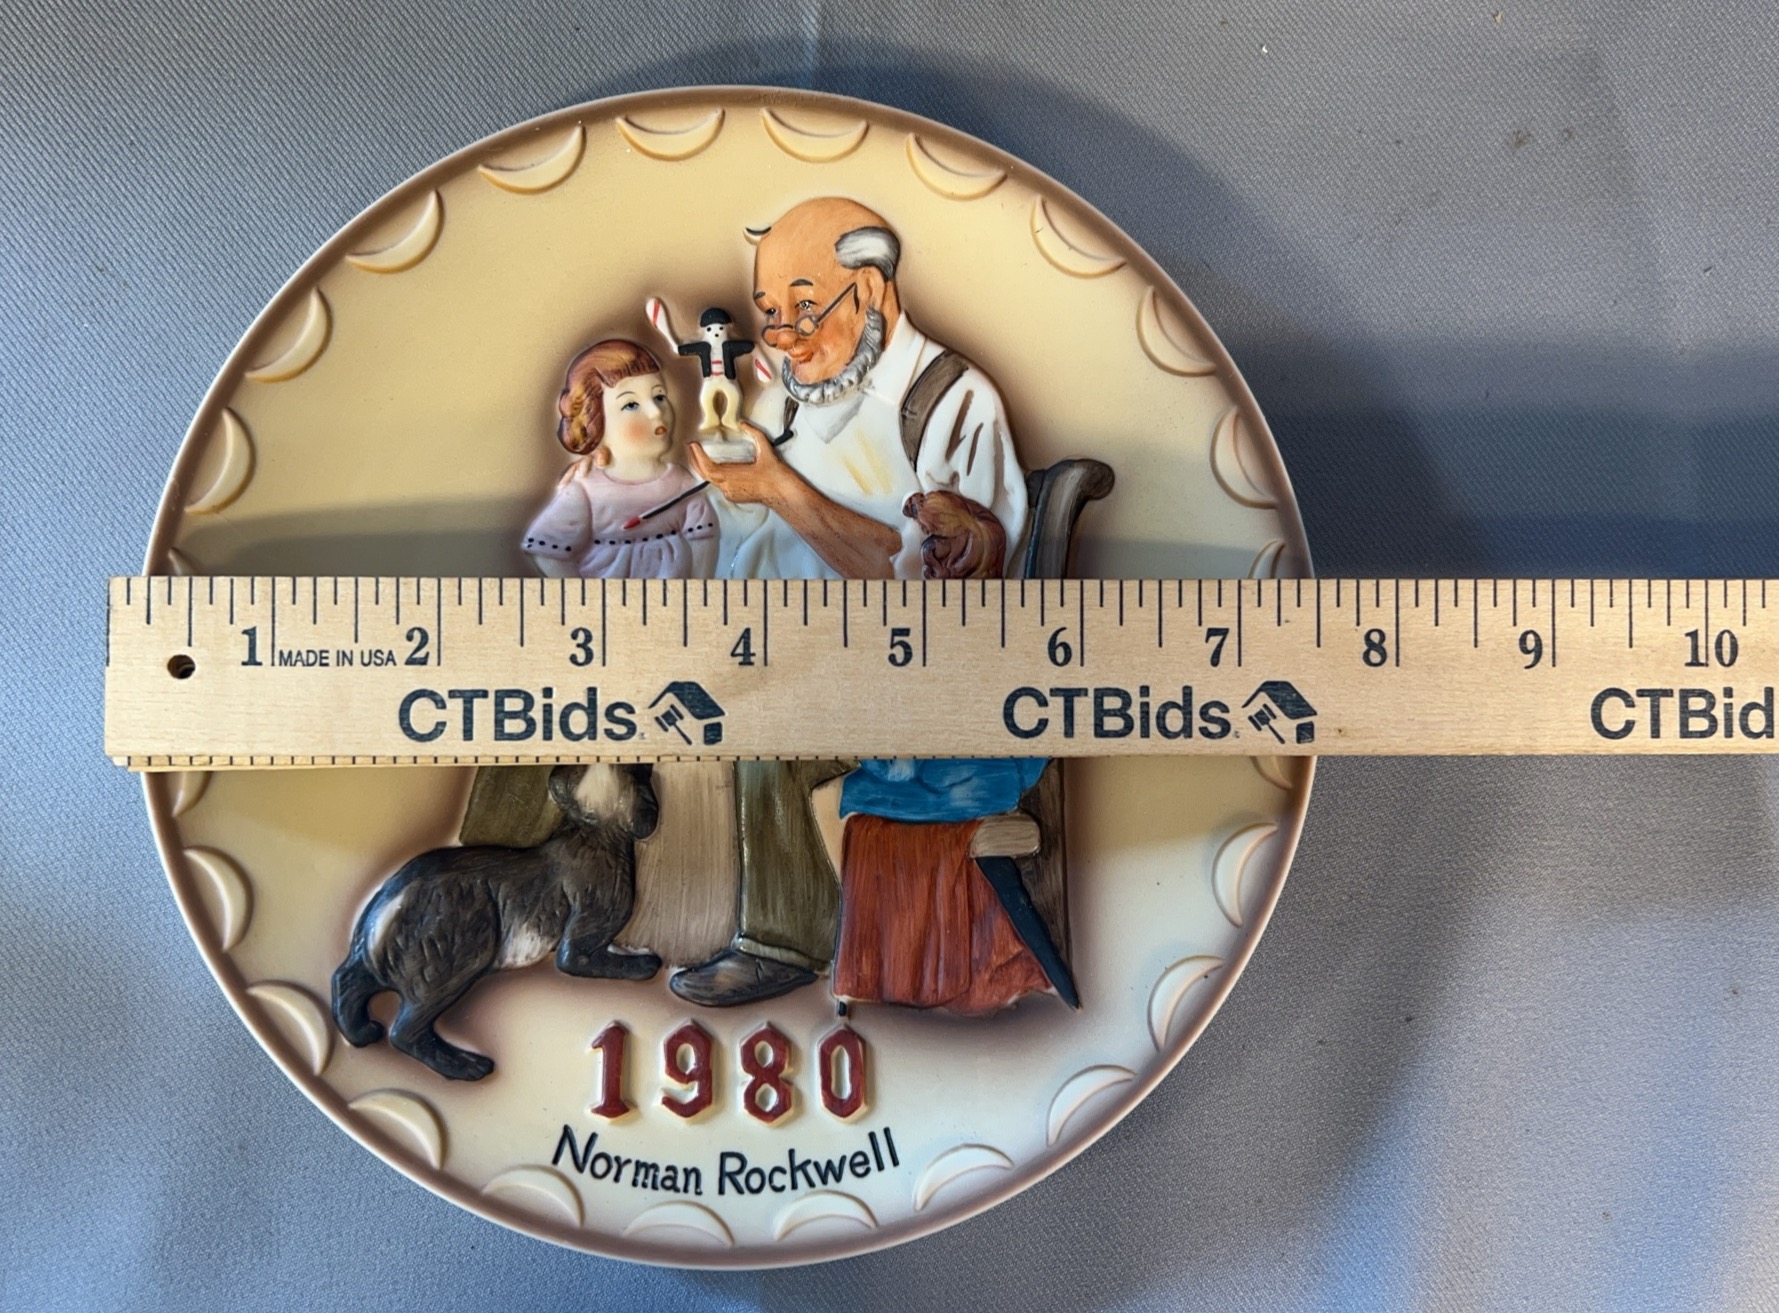 1 MADE IN USA 2 3 4 5 6 7 8 9 10
CTBids. CTBids. CTBid
1980
Norman Rockwell